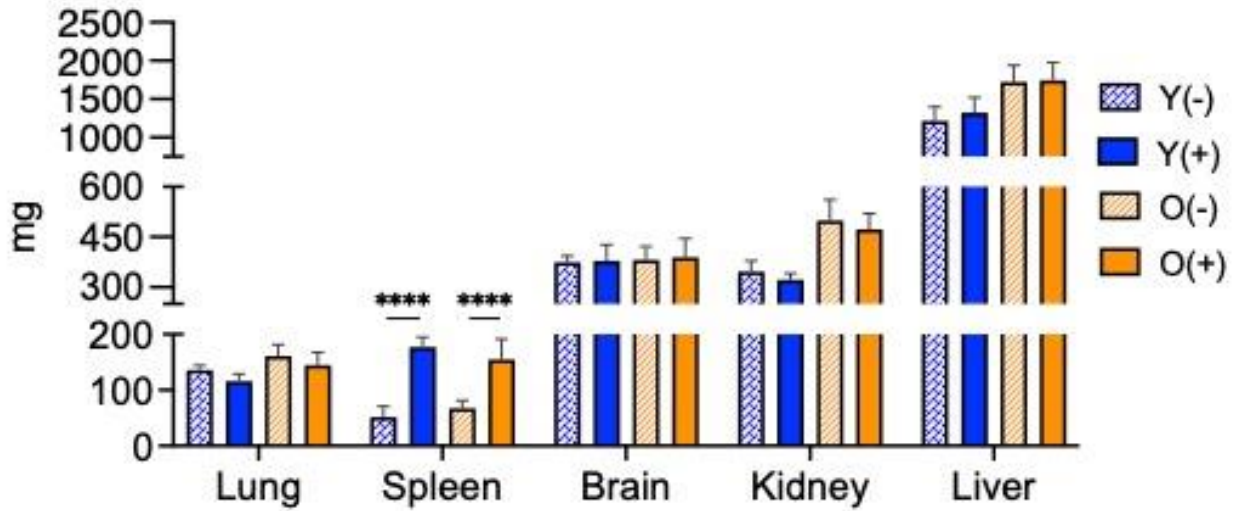 2500
2000
1500
1000
600
450
300
200
100
0
mg
**** ****
Lung Spleen Brain Kidney Liver
Y(-)
Y(+)
O(-)
O(+)